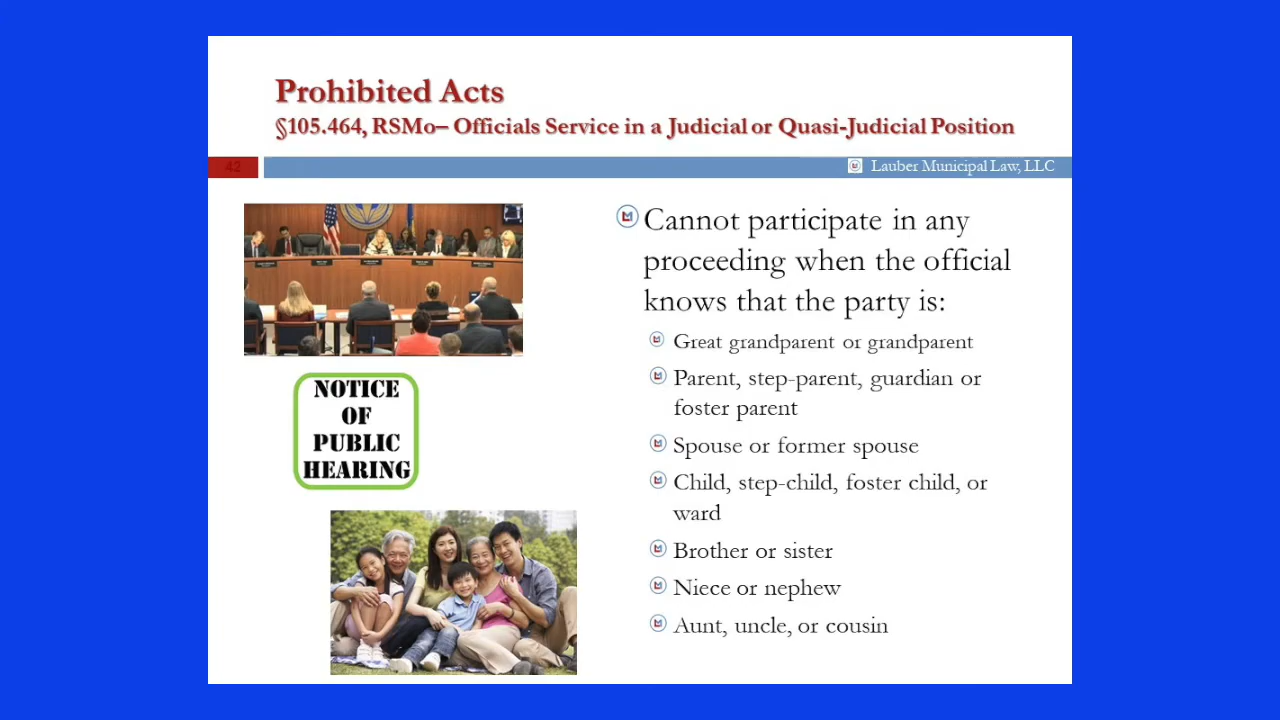 Prohibited Acts
§105.464, RSMo– Officials Service in a Judicial or Quasi-Judicial Position
42
Lauber Municipal Law, LLC
Cannot participate in any
proceeding when the official
knows that the party is:
Great grandparent or grandparent
Parent, step-parent, guardian or
foster parent
Spouse or former spouse
Child, step-child, foster child, or
ward
Brother or sister
Niece or nephew
Aunt, uncle, or cousin
NOTICE
OF
PUBLIC
HEARING